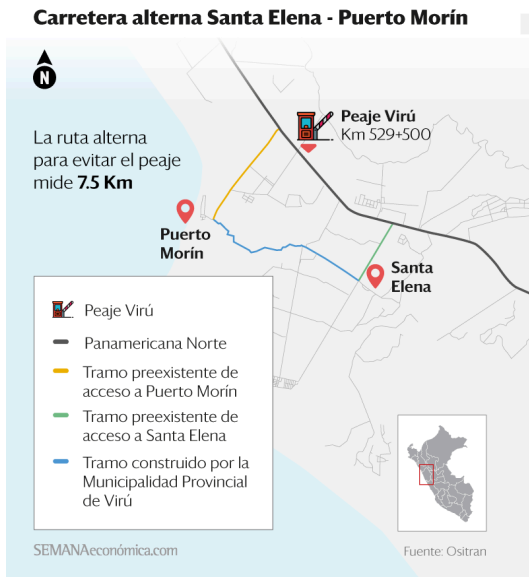 Carretera alterna Santa Elena - Puerto Morín
N
Peaje Virú
Km 529+500
La ruta alterna
para evitar el peaje
mide 7.5 Km
Puerto
Morín
Santa
Elena
Peaje Virú
Panamericana Norte
Tramo preexistente de
acceso a Puerto Morín
Tramo preexistente de
acceso a Santa Elena
Tramo construido por la
Municipalidad Provincial
de Virú
SEMANAeconómica.com
Fuente: Ositran